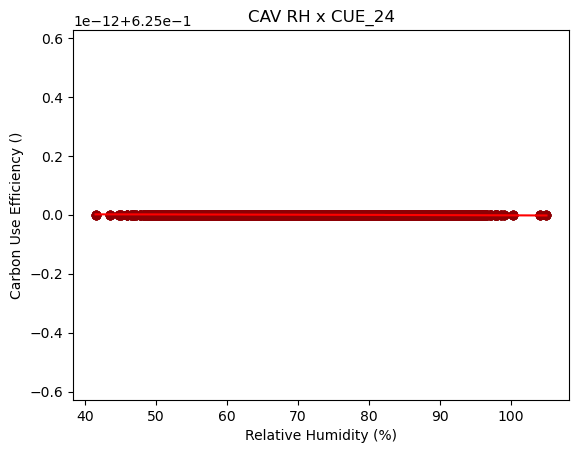 CAV RH x CUE_24
1e−12+6.25e−1
0.6
0.4
0.2
0.0
−0.2
−0.4
−0.6
Carbon Use Efficiency ()
40 50 60 70 80 90 100
Relative Humidity (%)